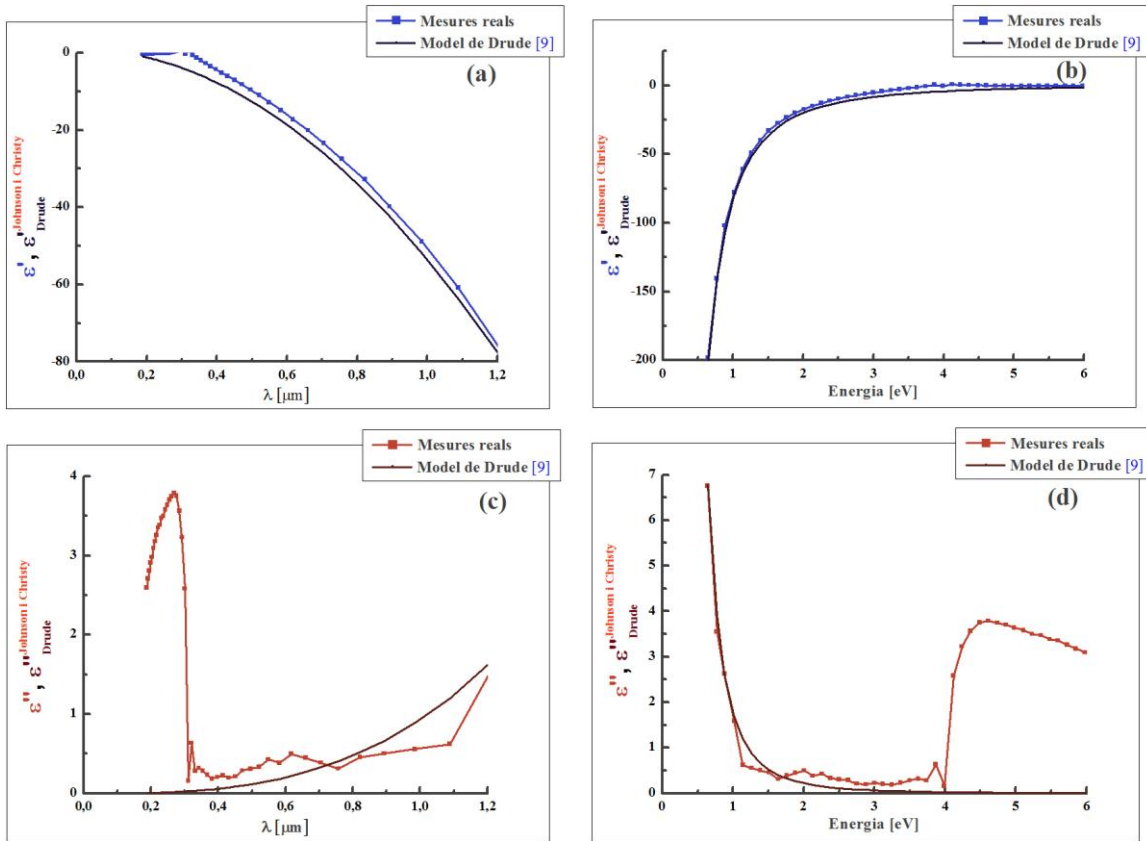 Mesures reals
Model de Drude [9]
(a)
0
-20
-40
-60
-80
0,0 0,2 0,4 0,6 0,8 1,0 1,2
λ [μm]
ε', ε' Drude Johnson i Christy
Mesures reals
Model de Drude [9]
(b)
0
-50
-100
-150
-200
0 1 2 3 4 5 6
Energia [eV]
ε', ε' Drude Johnson i Christy
Mesures reals
Model de Drude [9]
(c)
4
3
2
1
0
0,0 0,2 0,4 0,6 0,8 1,0 1,2
λ [μm]
ε'', ε'' Drude Johnson i Christy
Mesures reals
Model de Drude [9]
(d)
7
6
5
4
3
2
1
0
0 1 2 3 4 5 6
Energia [eV]
ε'', ε'' Drude Johnson i Christy